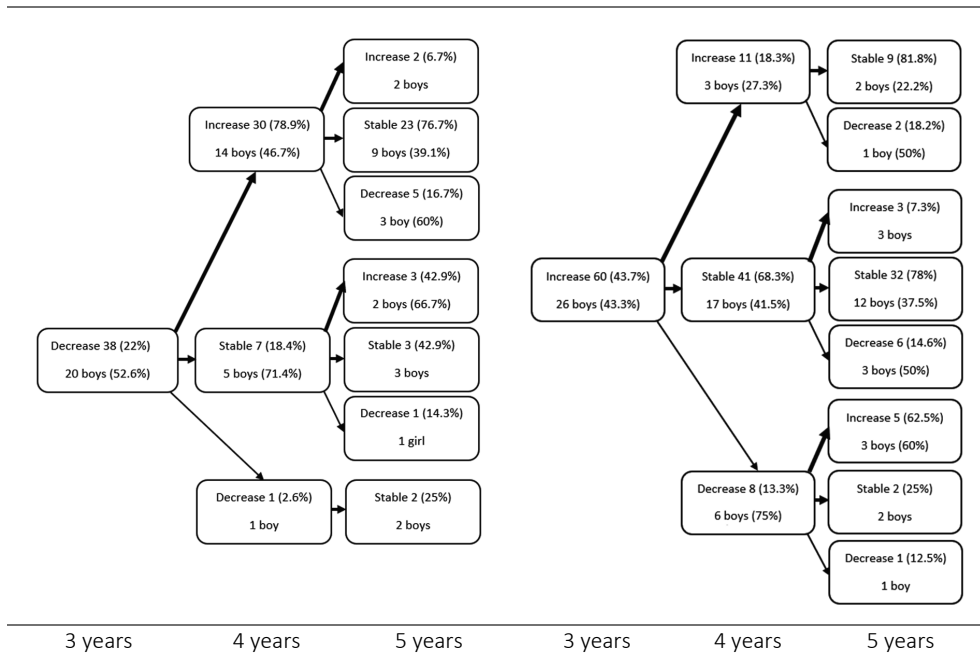 Increase 2 (6.7%)
2 boys
Increase 30 (78.9%)
14 boys (46.7%)
Stable 23 (76.7%)
9 boys (39.1%)
Decrease 5 (16.7%)
3 boy (60%)
Increase 3 (42.9%)
2 boys (66.7%)
Decrease 38 (22%)
20 boys (52.6%)
Stable 7 (18.4%)
5 boys (71.4%)
Stable 3 (42.9%)
3 boys
Decrease 1 (14.3%)
1 girl
Decrease 1 (2.6%)
1 boy
Stable 2 (25%)
2 boys
Increase 11 (18.3%)
3 boys (27.3%)
Stable 9 (81.8%)
2 boys (22.2%)
Decrease 2 (18.2%)
1 boy (50%)
Increase 3 (7.3%)
3 boys
Increase 60 (43.7%)
26 boys (43.3%)
Stable 41 (68.3%)
17 boys (41.5%)
Stable 32 (78%)
12 boys (37.5%)
Decrease 6 (14.6%)
3 boys (50%)
Increase 5 (62.5%)
3 boys (60%)
Decrease 8 (13.3%)
6 boys (75%)
Stable 2 (25%)
2 boys
Decrease 1 (12.5%)
1 boy
3 years 4 years 5 years 3 years 4 years 5 years